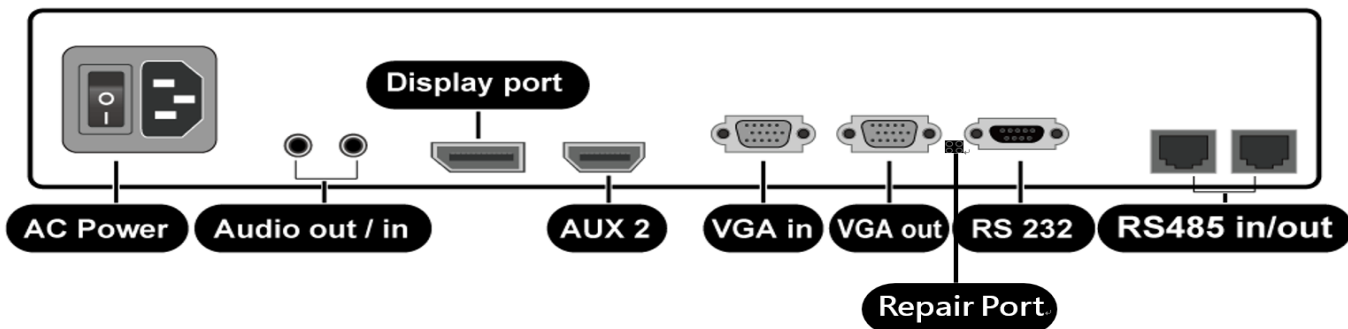 Display port
AC Power
Audio out / in
AUX 2
VGA in
VGA out
RS 232
RS485 in/out
Repair Port